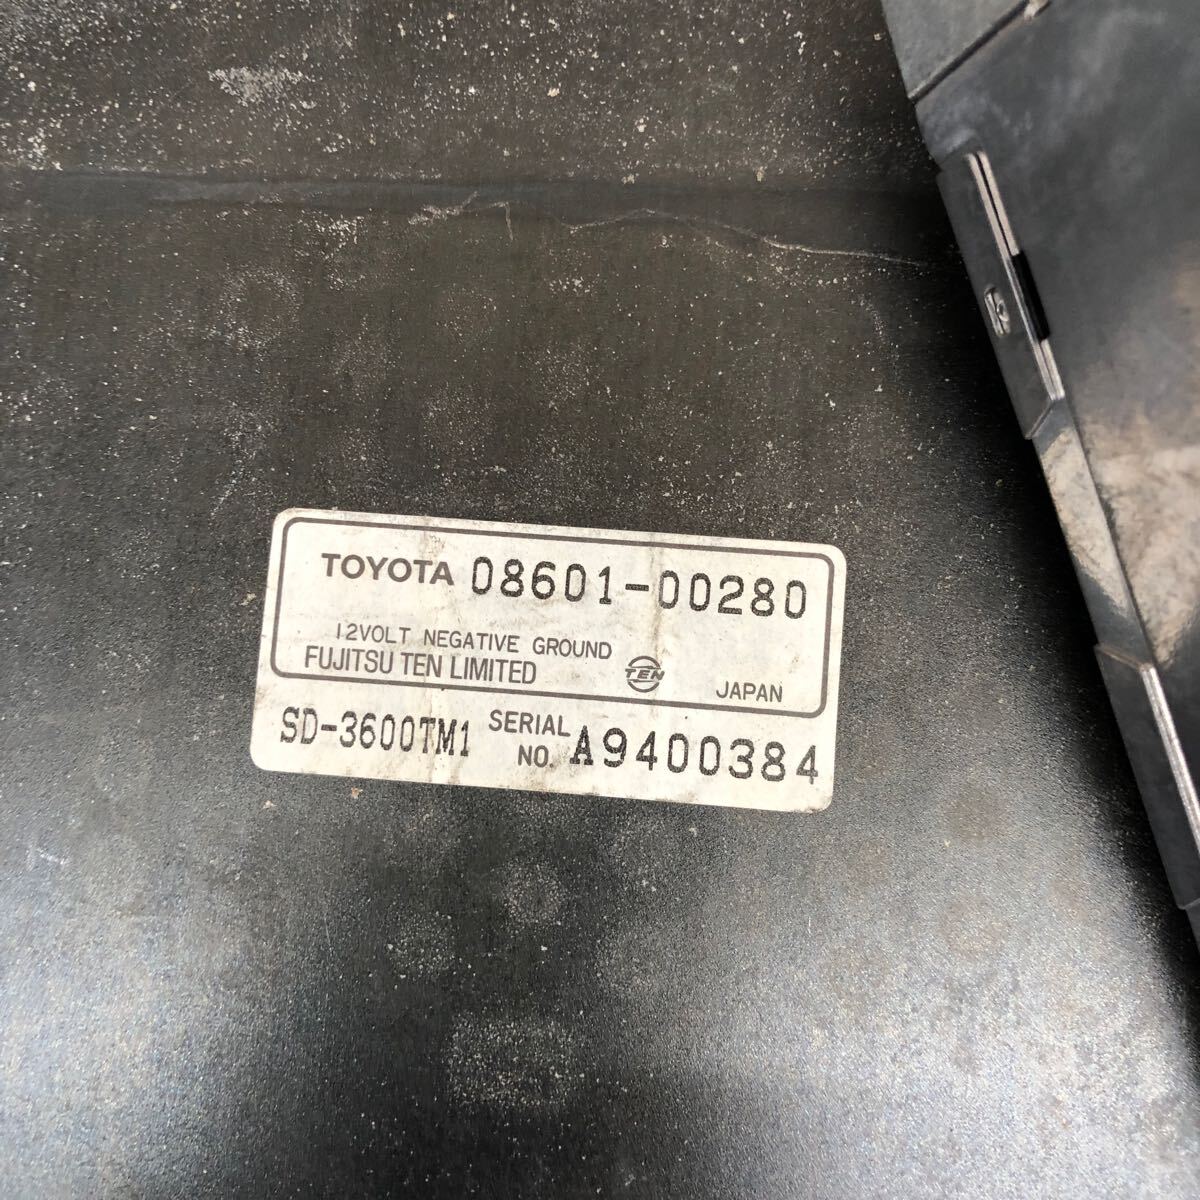 TOYOTA 08601-00280
12VOLT NEGATIVE GROUND
FUJITSU TEN LIMITED TEN JAPAN
SD-3600TM1 SERIAL NO. A9400384